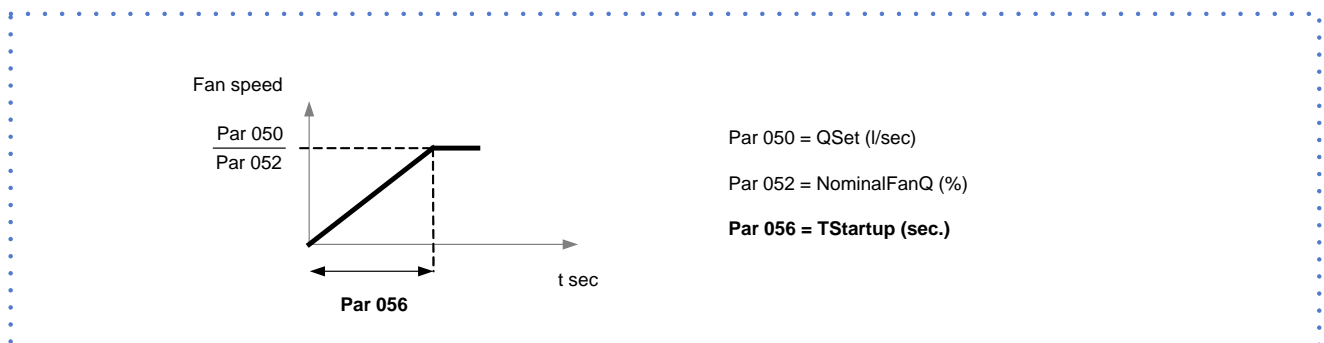 Fan speed
Par 050
Par 052
t sec
Par 056
Par 050 = QSet (l/sec)
Par 052 = NominalFanQ (%)
Par 056 = TStartup (sec.)